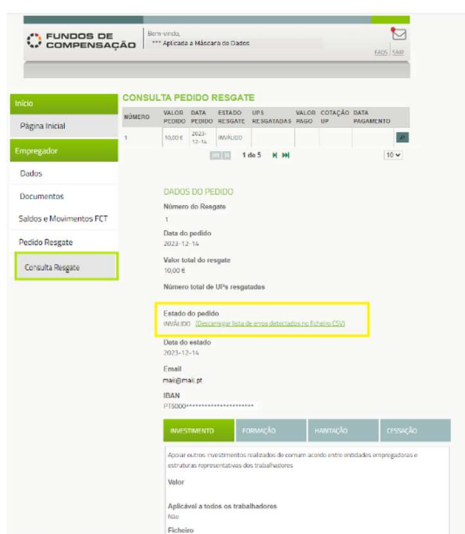 FUNDOS DE
COMPENSAÇÃO
Bem-vindo,
*** Aplicada a Máscara de Dados
FAQS SAIR
Início
Página Inicial
Empregador
Dados
Documentos
Saldos e Movimentos FCT
Pedido Resgate
Consulta Resgate
CONSULTA PEDIDO RESGATE
NÚMERO VALOR PEDIDO DATA PEDIDO ESTADO RESGATE UPS RESGATADAS VALOR PAGO COTAÇÃO UP DATA PAGAMENTO
1 10,00 € 2023-12-14 INVÁLIDO
1 de 5 10
DADOS DO PEDIDO
Número do Resgate
1
Data do pedido
2023-12-14
Valor total do resgate
10,00 €
Número total de UPs resgatadas
Estado do pedido
INVÁLIDO (Descarregar lista de erros detectados no ficheiro CSV)
Data do estado
2023-12-14
Email
mail@mail.pt
IBAN
PT5000*********************
INVESTIMENTO FORMAÇÃO HABITAÇÃO CESSAÇÃO
Apoiar outros investimentos realizados de comum acordo entre entidades empregadoras e
estruturas representativas dos trabalhadores
Valor
Aplicável a todos os trabalhadores
Não
Ficheiro